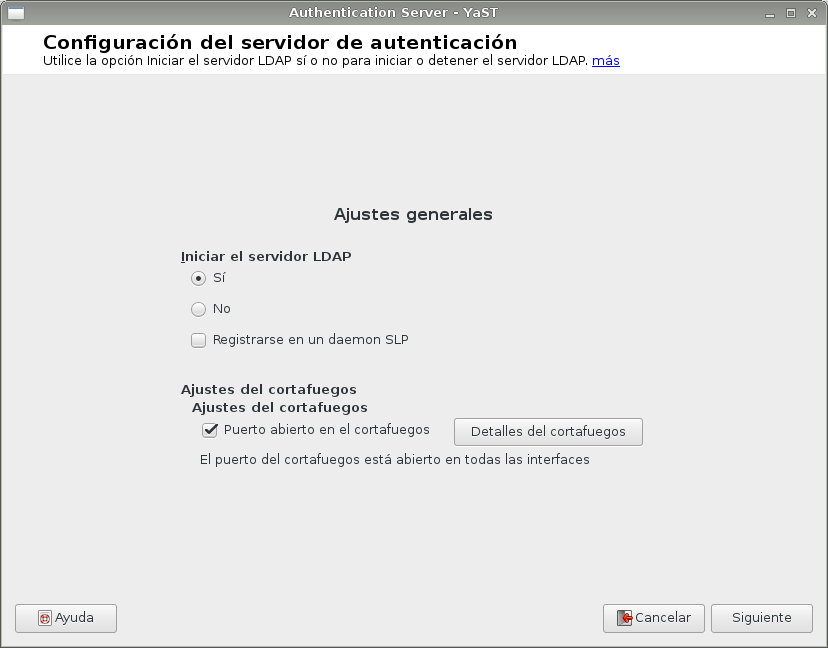 Authentication Server - YaST
Configuración del servidor de autenticación
Utilice la opción Iniciar el servidor LDAP sí o no para iniciar o detener el servidor LDAP. más
Ajustes generales
Iniciar el servidor LDAP
Sí
No
Registrarse en un daemon SLP
Ajustes del cortafuegos
Ajustes del cortafuegos
Puerto abierto en el cortafuegos Detalles del cortafuegos
El puerto del cortafuegos está abierto en todas las interfaces
Ayuda Cancelar Siguiente